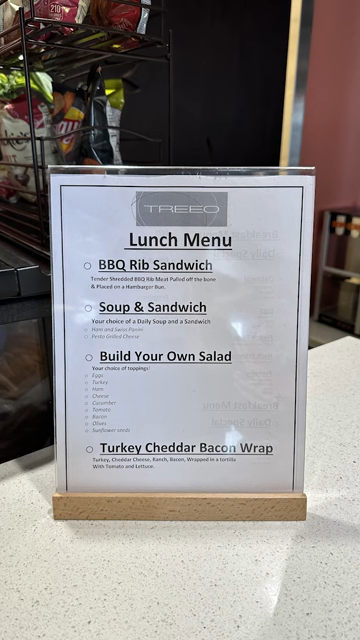 TREEO
Lunch Menu
BBQ Rib Sandwich
Tender Shredded BBQ Rib Meat Pulled off the bone
& Placed on a Hamburger Bun.
Soup & Sandwich
Your choice of a Daily Soup and a Sandwich
Ham and Swiss Panini
Pesto Grilled Cheese
Build Your Own Salad
Your choice of toppings!
Eggs
Turkey
Ham
Cheese
Cucumber
Tomato
Bacon
Olives
Sunflower seeds
Turkey Cheddar Bacon Wrap
Turkey, Cheddar Cheese, Ranch, Bacon, Wrapped in a tortilla
With Tomato and Lettuce.